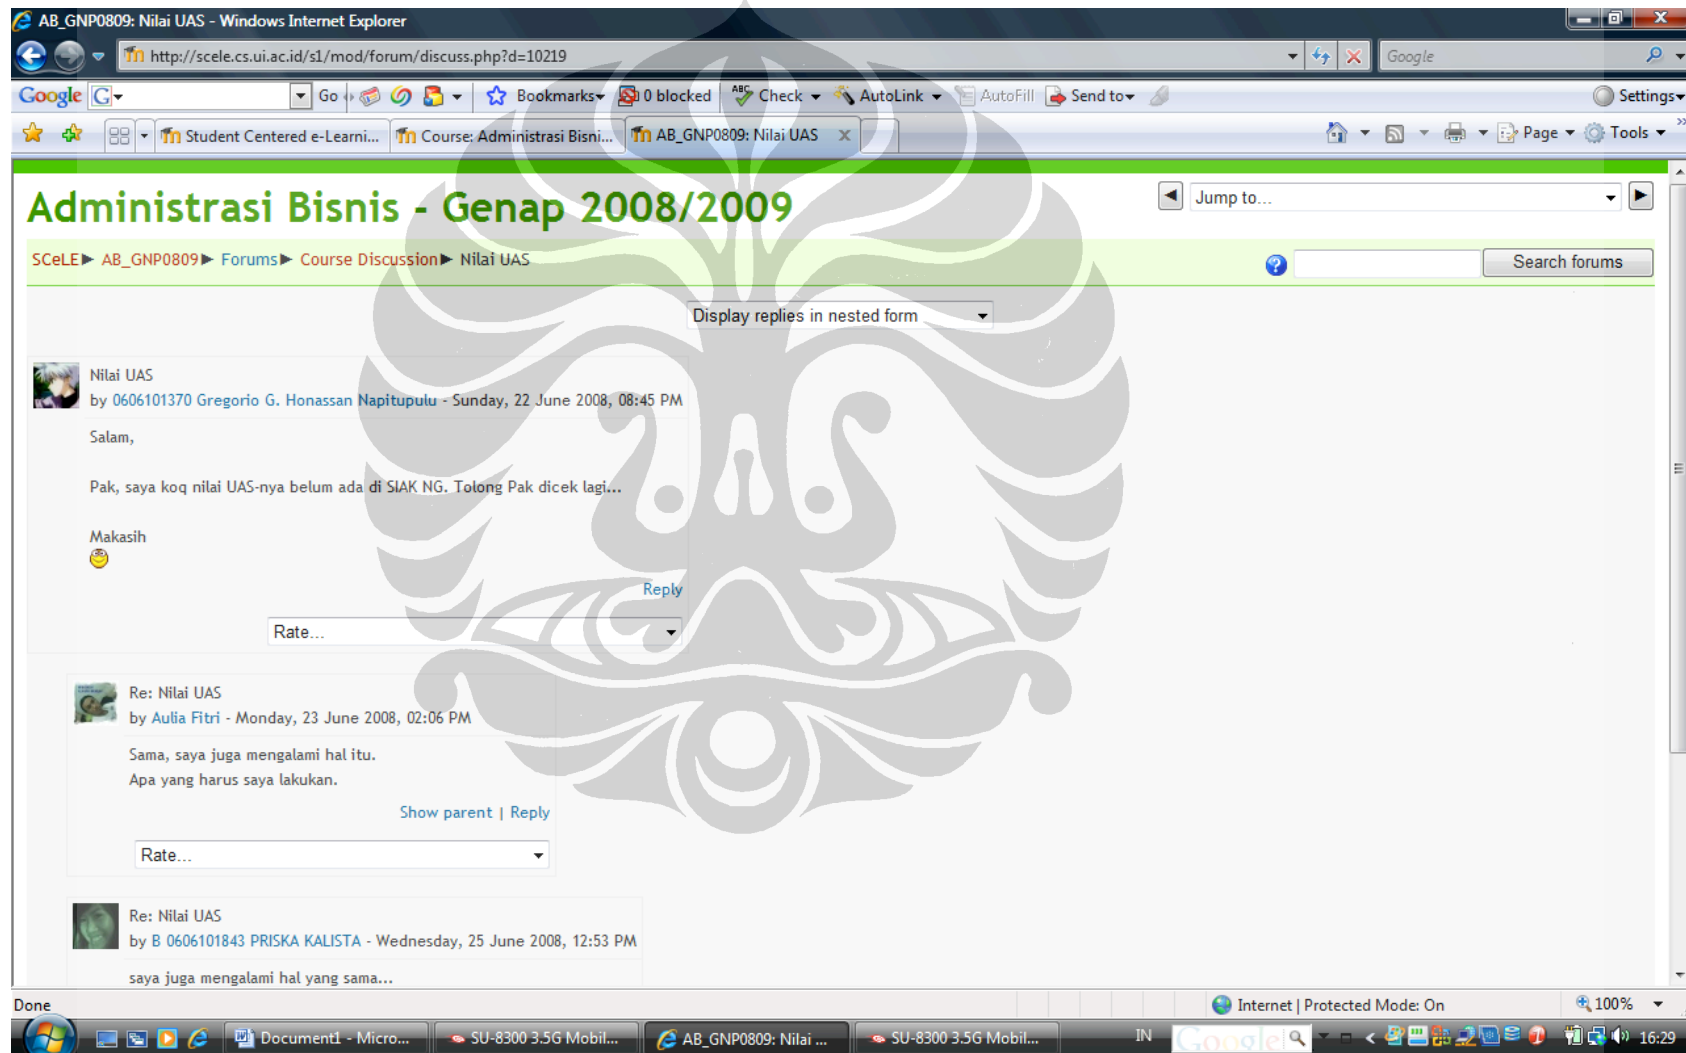 AB_GNP0809: Nilai UAS - Windows Internet Explorer
http://scele.cs.ui.ac.id/s1/mod/forum/discuss.php?d=10219
Google
Google G Go Bookmarks 0 blocked ABC Check AutoLink AutoFill Send to Settings
Student Centered e-Learni... Course: Administrasi Bisni... AB_GNP0809: Nilai UAS x Page Tools
Administrasi Bisnis - Genap 2008/2009
Jump to...
SCeLE► AB_GNP0809► Forums► Course Discussion► Nilai UAS
Search forums
Display replies in nested form
Nilai UAS
by 0606101370 Gregorio G. Honassan Napitupulu - Sunday, 22 June 2008, 08:45 PM
Salam,
Pak, saya koq nilai UAS-nya belum ada di SIAK NG. Tolong Pak dicek lagi...
Makasih
Reply
Rate...
Re: Nilai UAS
by Aulia Fitri - Monday, 23 June 2008, 02:06 PM
Sama, saya juga mengalami hal itu.
Apa yang harus saya lakukan.
Show parent | Reply
Rate...
Re: Nilai UAS
by B 0606101843 PRISKA KALISTA - Wednesday, 25 June 2008, 12:53 PM
saya juga mengalami hal yang sama...
Done
Internet | Protected Mode: On
100%
Document1 - Micro... SU-8300 3.5G Mobil... AB_GNP0809: Nilai ... SU-8300 3.5G Mobil... IN Google 16:29